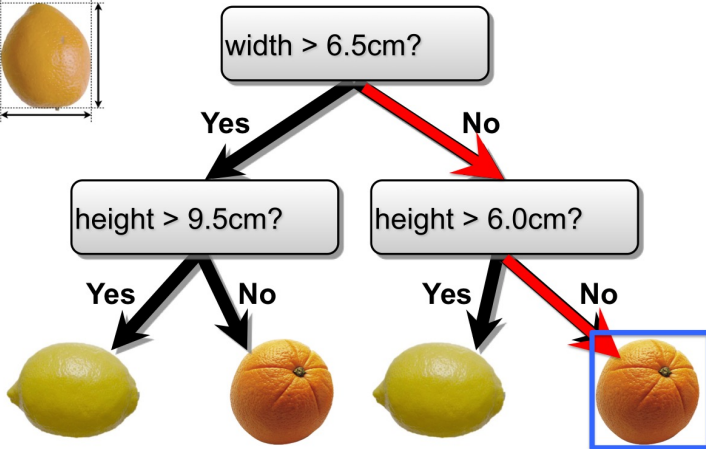 width > 6.5cm?
Yes
No
height > 9.5cm?
height > 6.0cm?
Yes
No
Yes
No